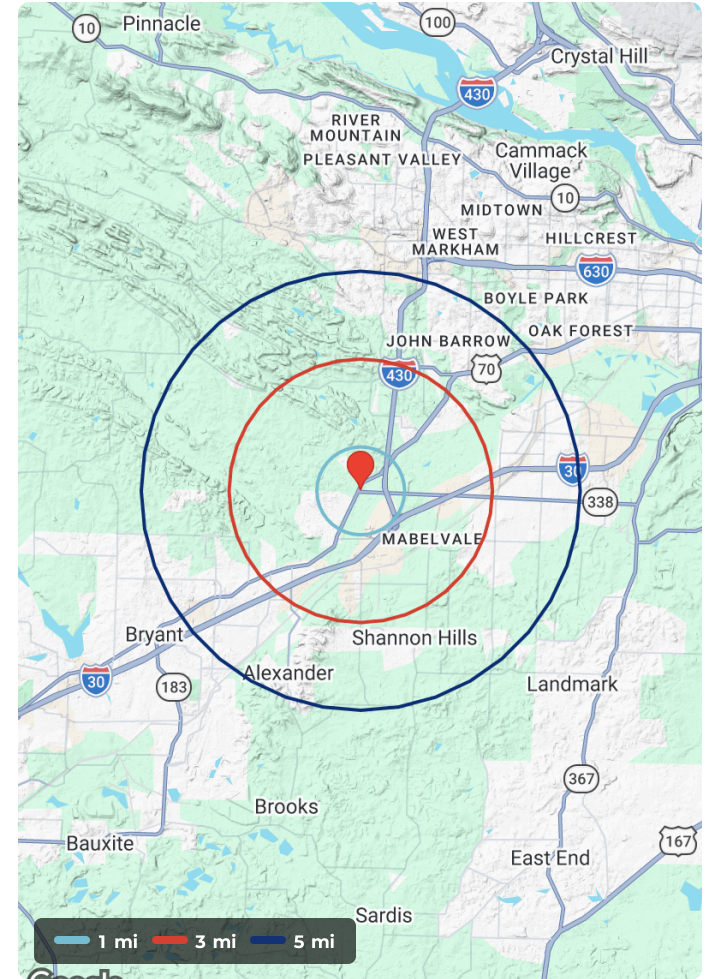 10
Pinnacle
100
Crystal Hill
430
RIVER
MOUNTAIN
PLEASANT VALLEY
Cammack
Village
10
MIDTOWN
WEST
MARKHAM
HILLCREST
630
BOYLE PARK
OAK FOREST
JOHN BARROW
70
430
30
338
MABELVALE
Bryant
Shannon Hills
30
183
Alexander
Landmark
367
Brooks
Bauxite
167
East End
Sardis
1 mi 3 mi 5 mi
Google